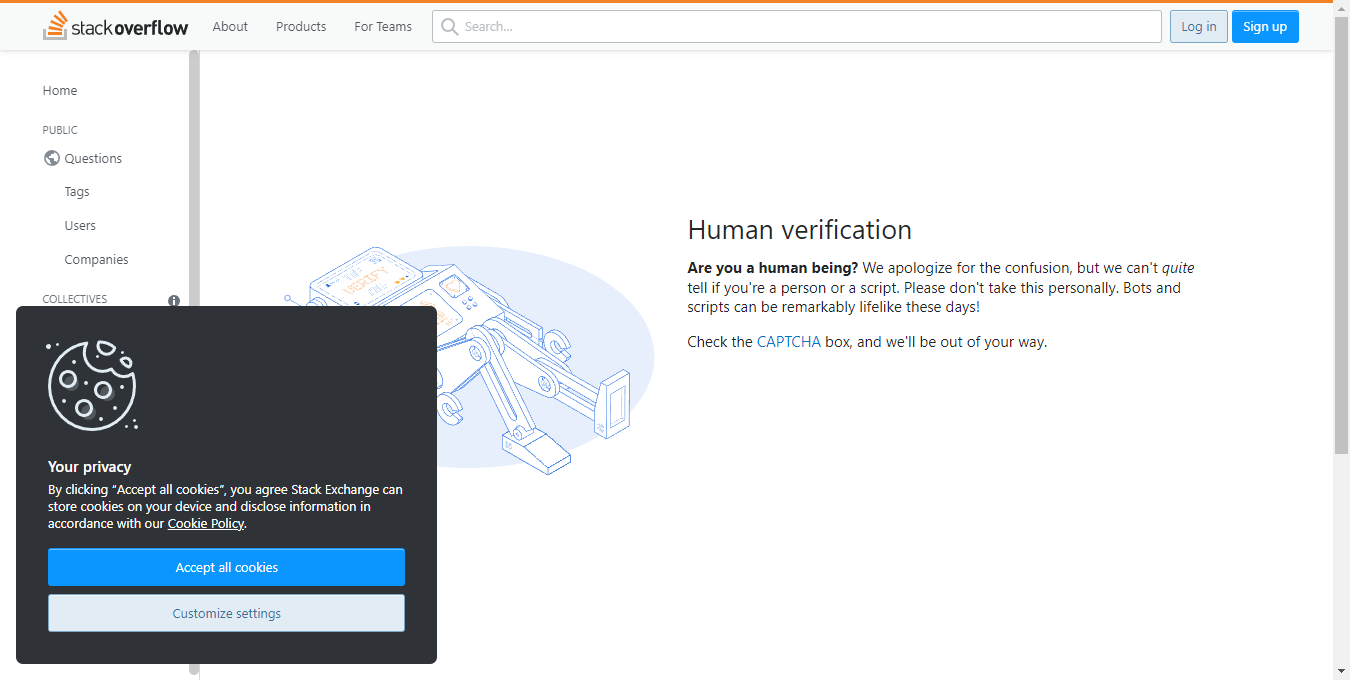 stackoverflow
About
Products
For Teams
Search...
Log in
Sign up
Home
PUBLIC
Questions
Tags
Users
Companies
COLLECTIVES
VERIFY
Human verification
Are you a human being? We apologize for the confusion, but we can't quite
tell if you're a person or a script. Please don't take this personally. Bots and
scripts can be remarkably lifelike these days!
Check the CAPTCHA box, and we'll be out of your way.
Your privacy
By clicking “Accept all cookies”, you agree Stack Exchange can
store cookies on your device and disclose information in
accordance with our Cookie Policy.
Accept all cookies
Customize settings